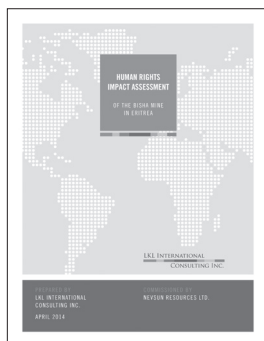 HUMAN RIGHTS
IMPACT ASSESSMENT
OF THE BISHA MINE
IN ERITREA
LKL INTERNATIONAL
CONSULTING INC.
PREPARED BY
LKL INTERNATIONAL
CONSULTING INC.
APRIL 2014
COMMISSIONED BY
NEVSUN RESOURCES LTD.